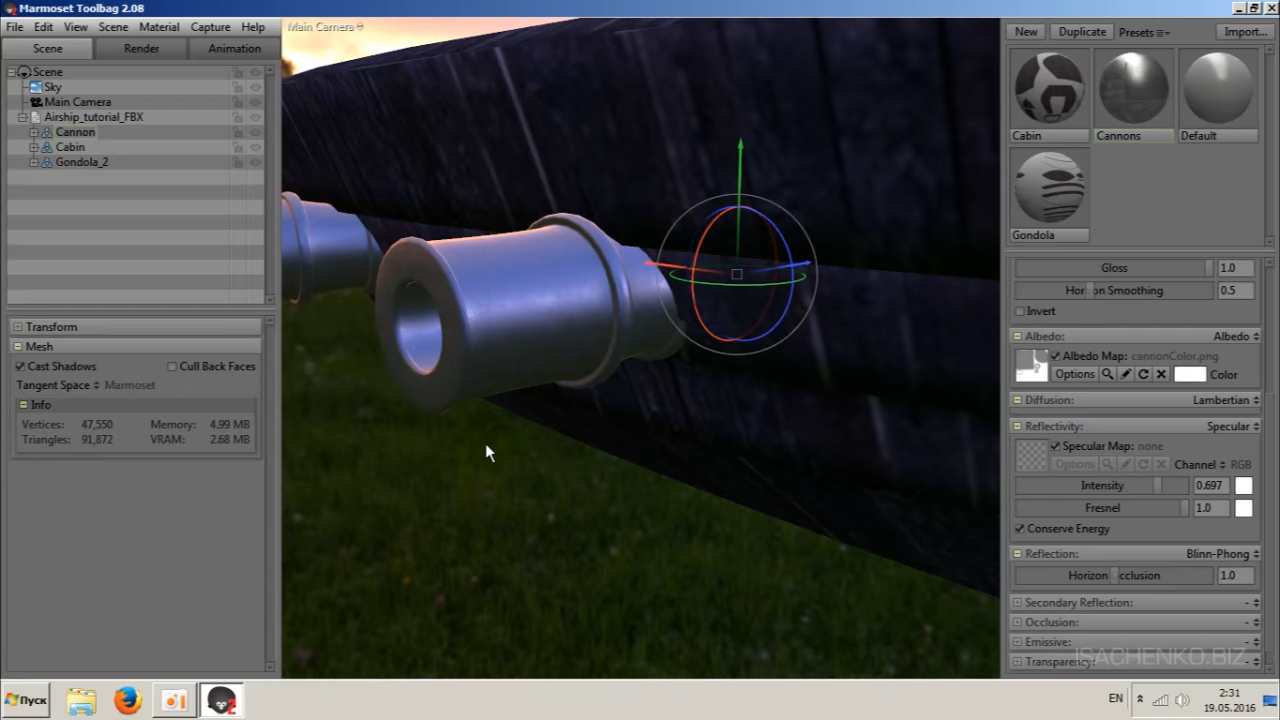 Marmoset Toolbag 2.08
File Edit View Scene Material Capture Help
Scene Render Animation
Scene
Sky
Main Camera
Airship_tutorial_FBX
Cannon
Cabin
Gondola_2
Transform
Mesh
Cast Shadows Cull Back Faces
Tangent Space Marmoset
Info
Vertices: 47,550 Memory: 4.99 MB
Triangles: 91,872 VRAM: 2.68 MB
Main Camera
New Duplicate Presets Import...
Cabin Cannons Default
Gondola
Gloss 1.0
Horizon Smoothing 0.5
Invert
Albedo: Albedo
Albedo Map: cannonColor.png
Options Color
Diffusion: Lambertian
Reflectivity: Specular
Specular Map: none
Options Channel RGB
Intensity 0.697
Fresnel 1.0
Conserve Energy
Reflection: Blinn-Phong
Horizon Occlusion 1.0
Secondary Reflection: -
Occlusion: -
Emissive: -
Transparency: -
ISACHENKO.BIZ
Пуск
EN
2:31
19.05.2016